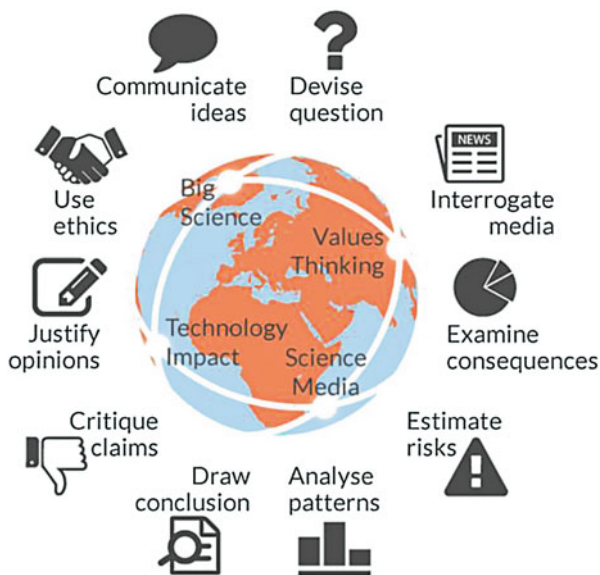 Communicate
ideas
Devise
question
NEWS
Interrogate
media
Examine
consequences
Estimate
risks
Analyse
patterns
Draw
conclusion
Critique
claims
Justify
opinions
Use
ethics
Big
Science
Values
Thinking
Technology
Impact
Science
Media